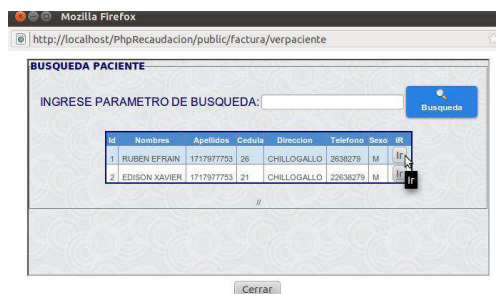 Mozilla Firefox
http://localhost/PhpRecaudacion/public/factura/verpaciente
BUSQUEDA PACIENTE
INGRESE PARAMETRO DE BUSQUEDA:
Busqueda
Id Nombres Apellidos Cedula Direccion Telefono Sexo IR
1 RUBEN EFRAIN 1717977753 26 CHILLOGALLO 2638279 M Ir
2 EDISON XAVIER 1717977753 21 CHILLOGALLO 22638279 M Ir
Ir
//
Cerrar